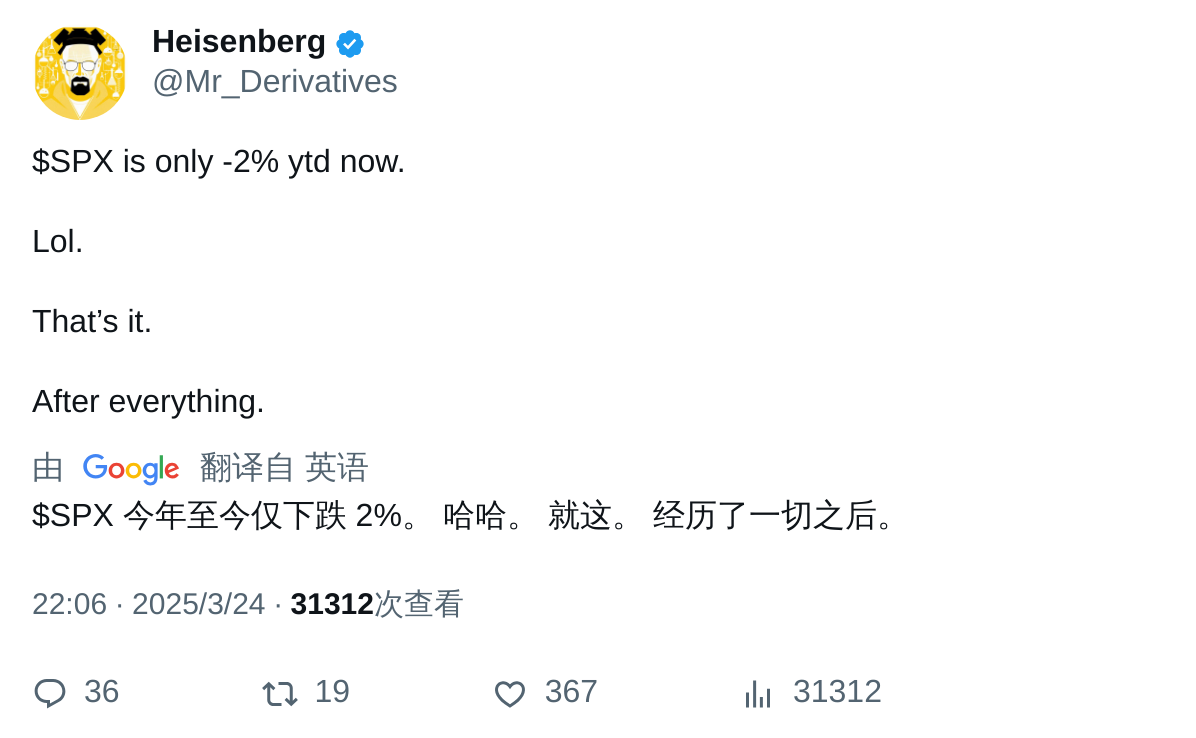 Heisenberg
@Mr_Derivatives
$SPX is only -2% ytd now.
Lol.
That’s it.
After everything.
由 Google 翻译自 英语
$SPX 今年至今仅下跌 2%。 哈哈。 就这。 经历了一切之后。
22:06 · 2025/3/24 · 31312次查看
36 19 367 31312